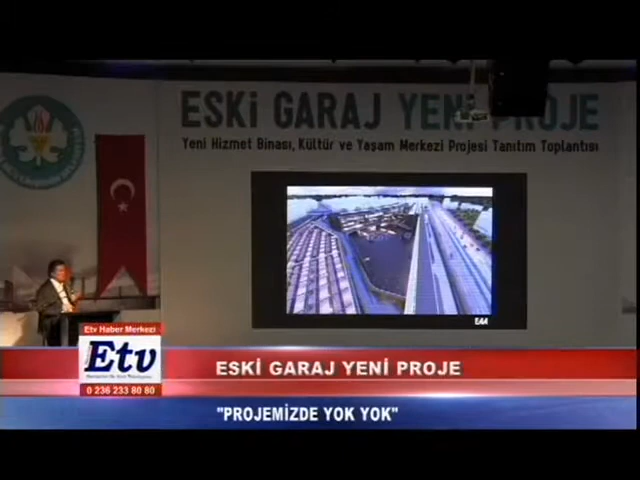 ESKİ GARAJ YENİ PROJE
Yeni Hizmet Binası, Kültür ve Yaşam Merkezi Projesi Tanıtım Toplantısı
EAA
Etv Haber Merkezi
Etv
0 236 233 80 80
ESKİ GARAJ YENİ PROJE
"PROJEMİZDE YOK YOK"